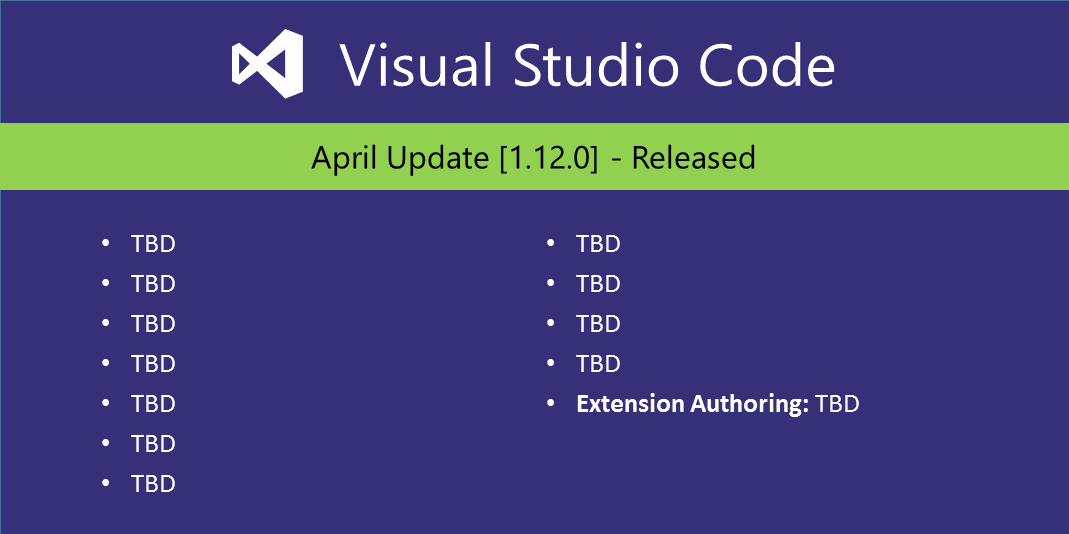 Visual Studio Code
April Update [1.12.0] - Released
• TBD
• TBD
• TBD
• TBD
• TBD
• TBD
• TBD
• TBD
• TBD
• TBD
• TBD
• Extension Authoring: TBD